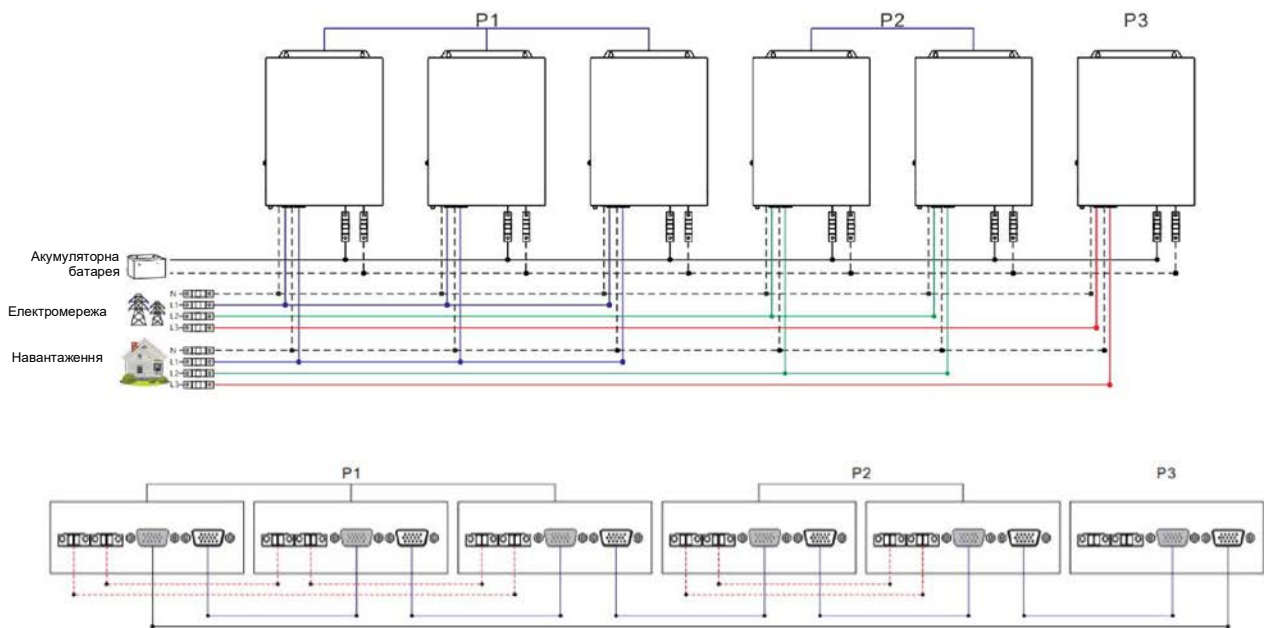 P1 P2 P3
Акумуляторна
батарея
Електромережа
N
L1
L2
L3
Навантаження
N
L1
L2
L3
P1 P2 P3